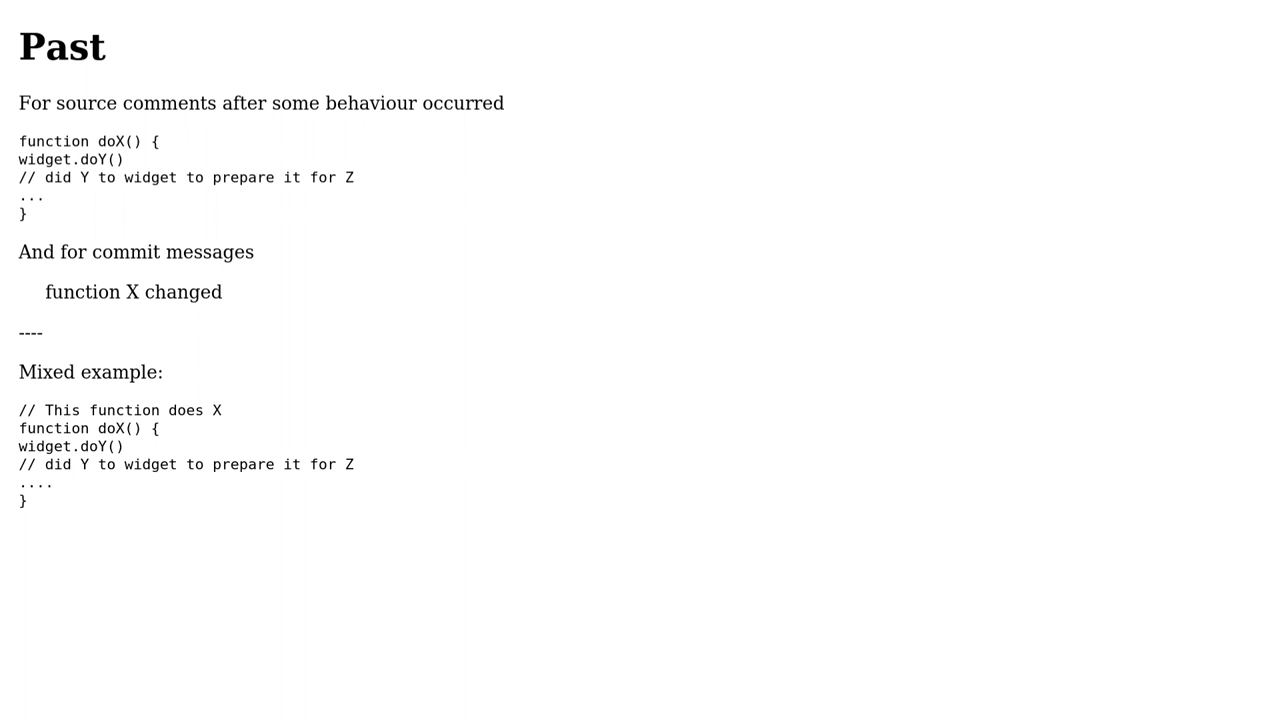 Past
For source comments after some behaviour occurred
function doX() {
widget.doY()
// did Y to widget to prepare it for Z
...
}
And for commit messages
function X changed
----
Mixed example:
// This function does X
function doX() {
widget.doY()
// did Y to widget to prepare it for Z
....
}